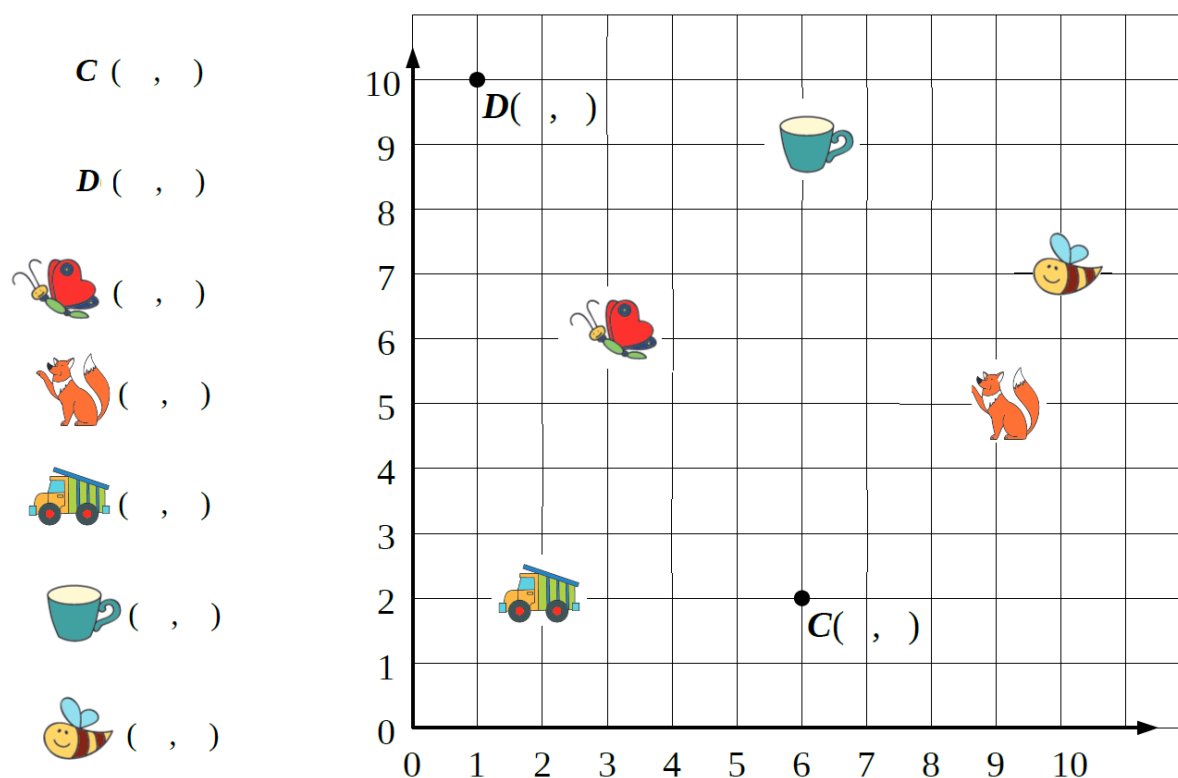 C ( , )
D ( , )
( , )
( , )
( , )
( , )
( , )
10
9
8
7
6
5
4
3
2
1
0
D( , )
C( , )
0 1 2 3 4 5 6 7 8 9 10